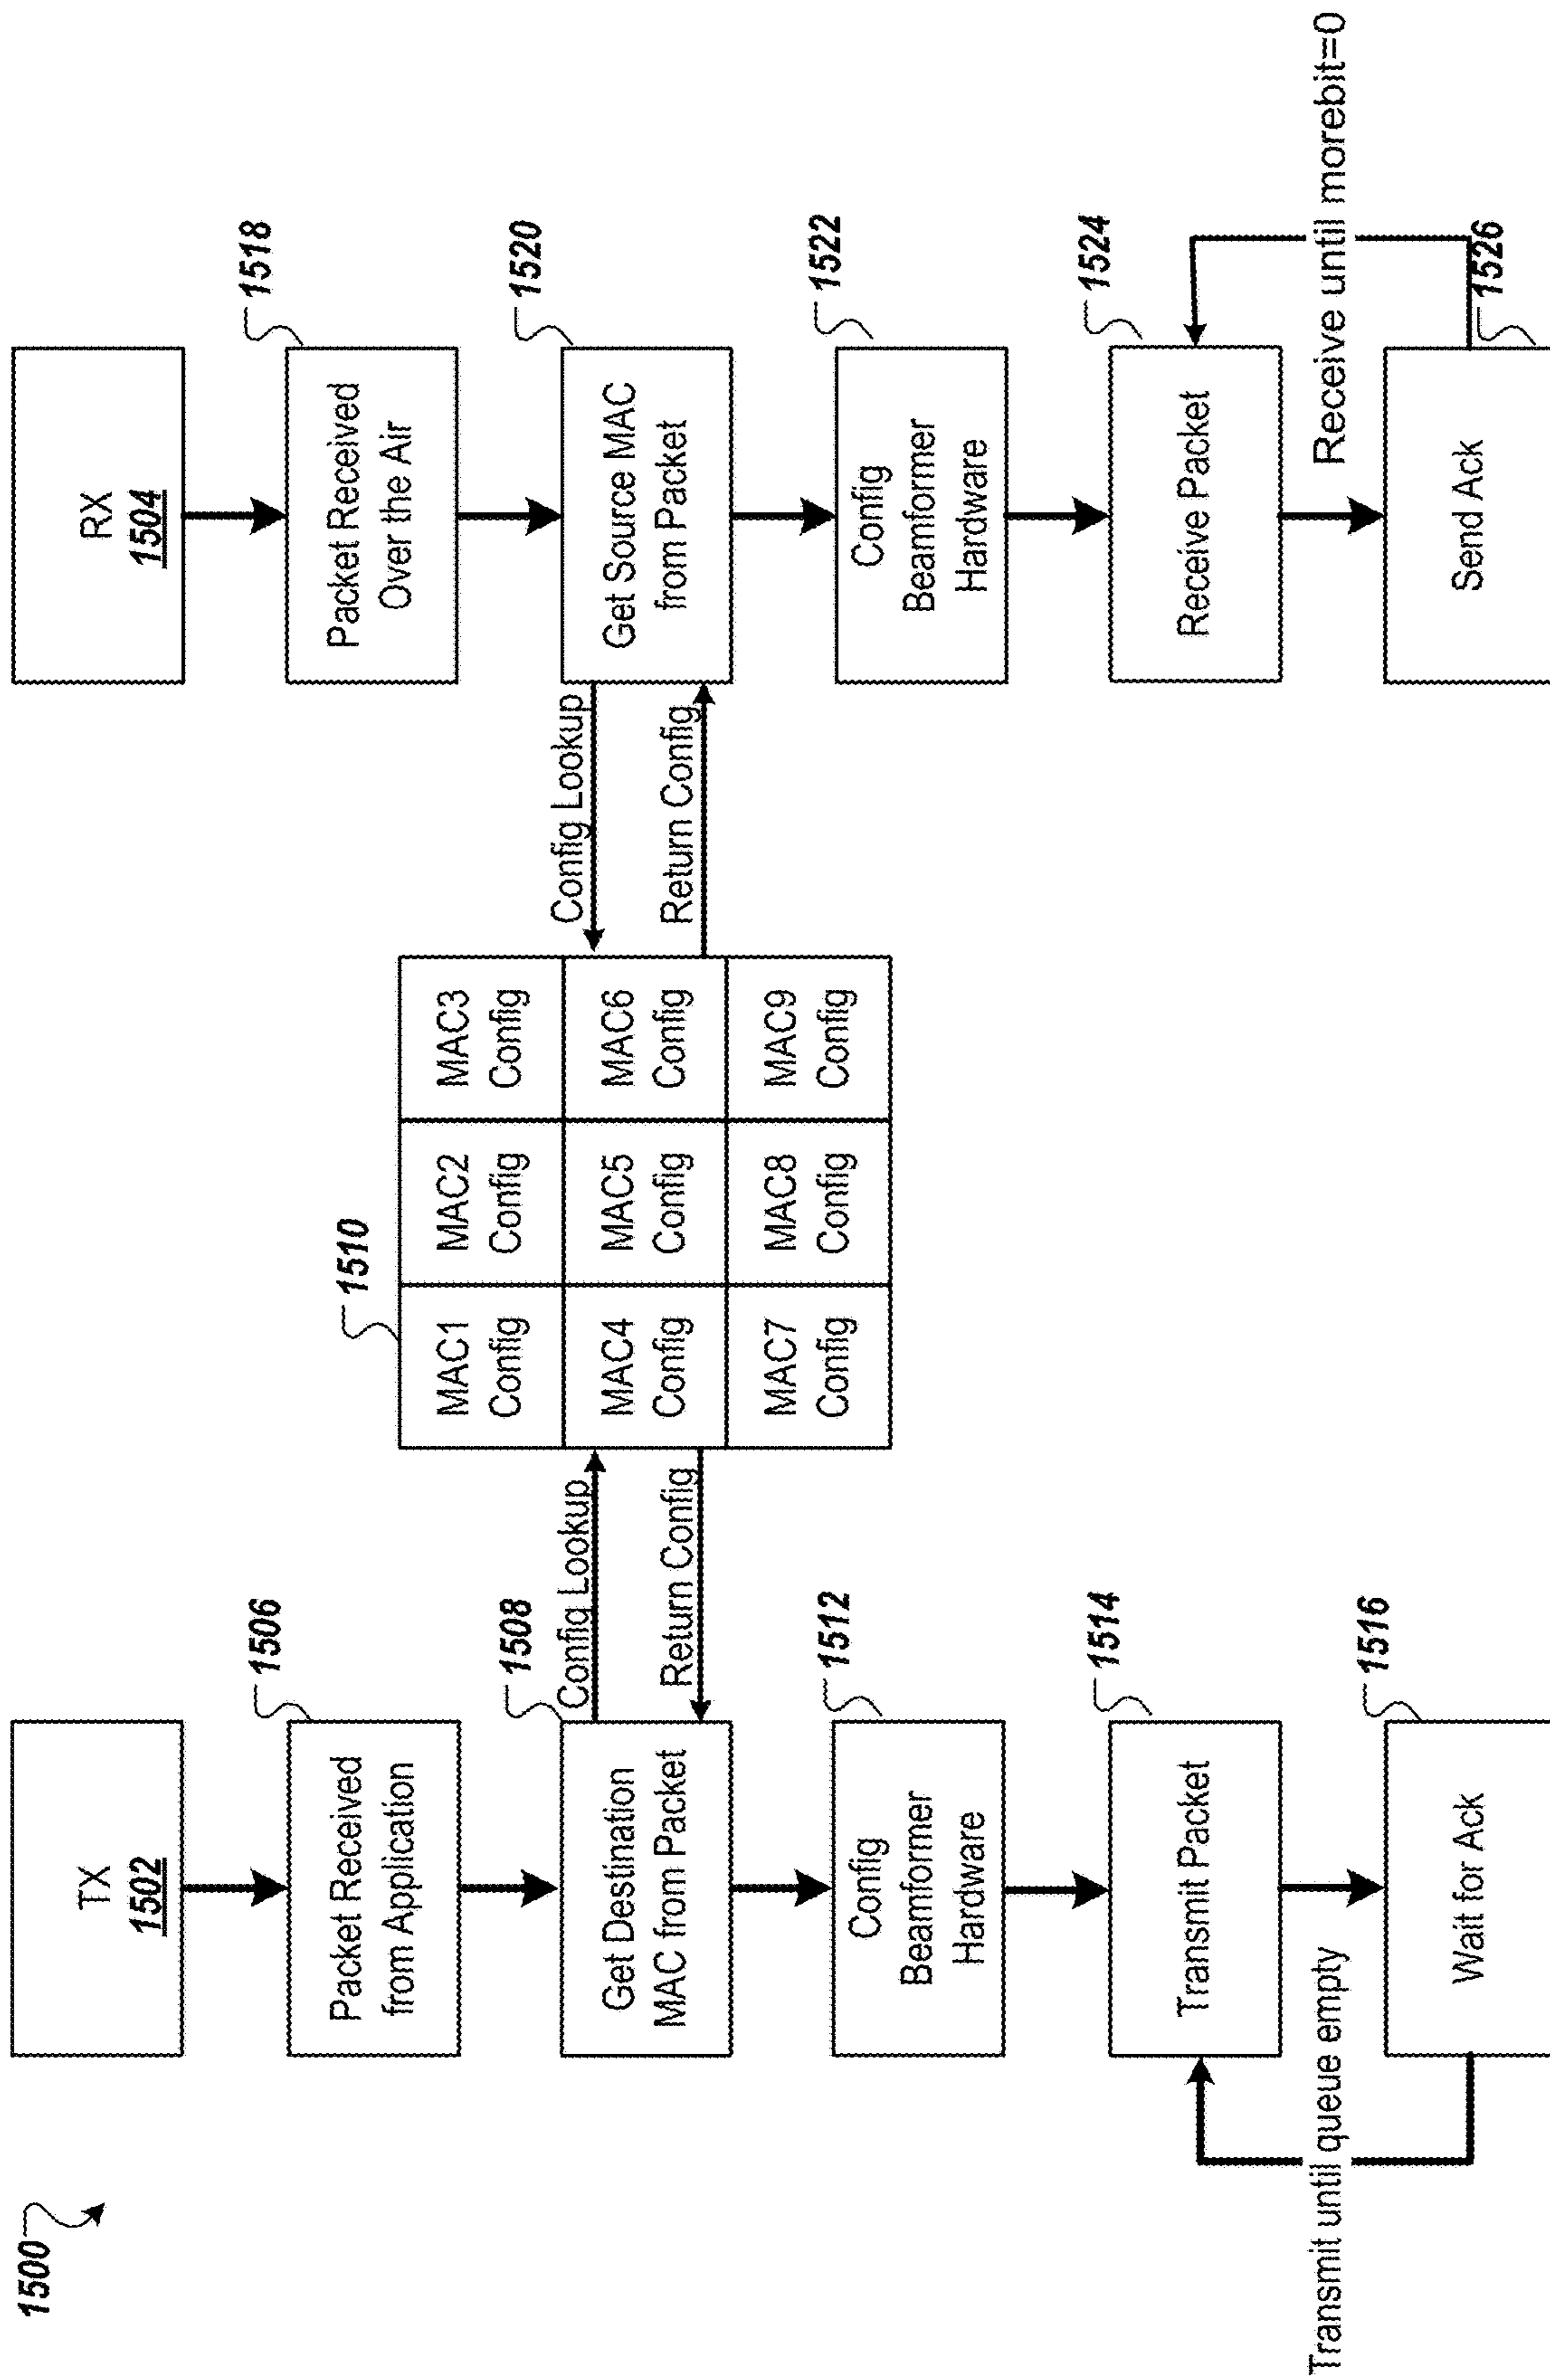 1500
TX
1502
1506
Packet Received
from Application
1508
Get Destination
MAC from Packet
Config Lookup
Return Config
1512
Config
Beamformer
Hardware
1514
Transmit Packet
Transmit until queue empty
1516
Wait for Ack
1510
MAC1
Config
MAC2
Config
MAC3
Config
MAC4
Config
MAC5
Config
MAC6
Config
MAC7
Config
MAC8
Config
MAC9
Config
RX
1504
1518
Packet Received
Over the Air
1520
Get Source MAC
from Packet
Config Lookup
Return Config
1522
Config
Beamformer
Hardware
1524
Receive Packet
Receive until morebit=0
1526
Send Ack